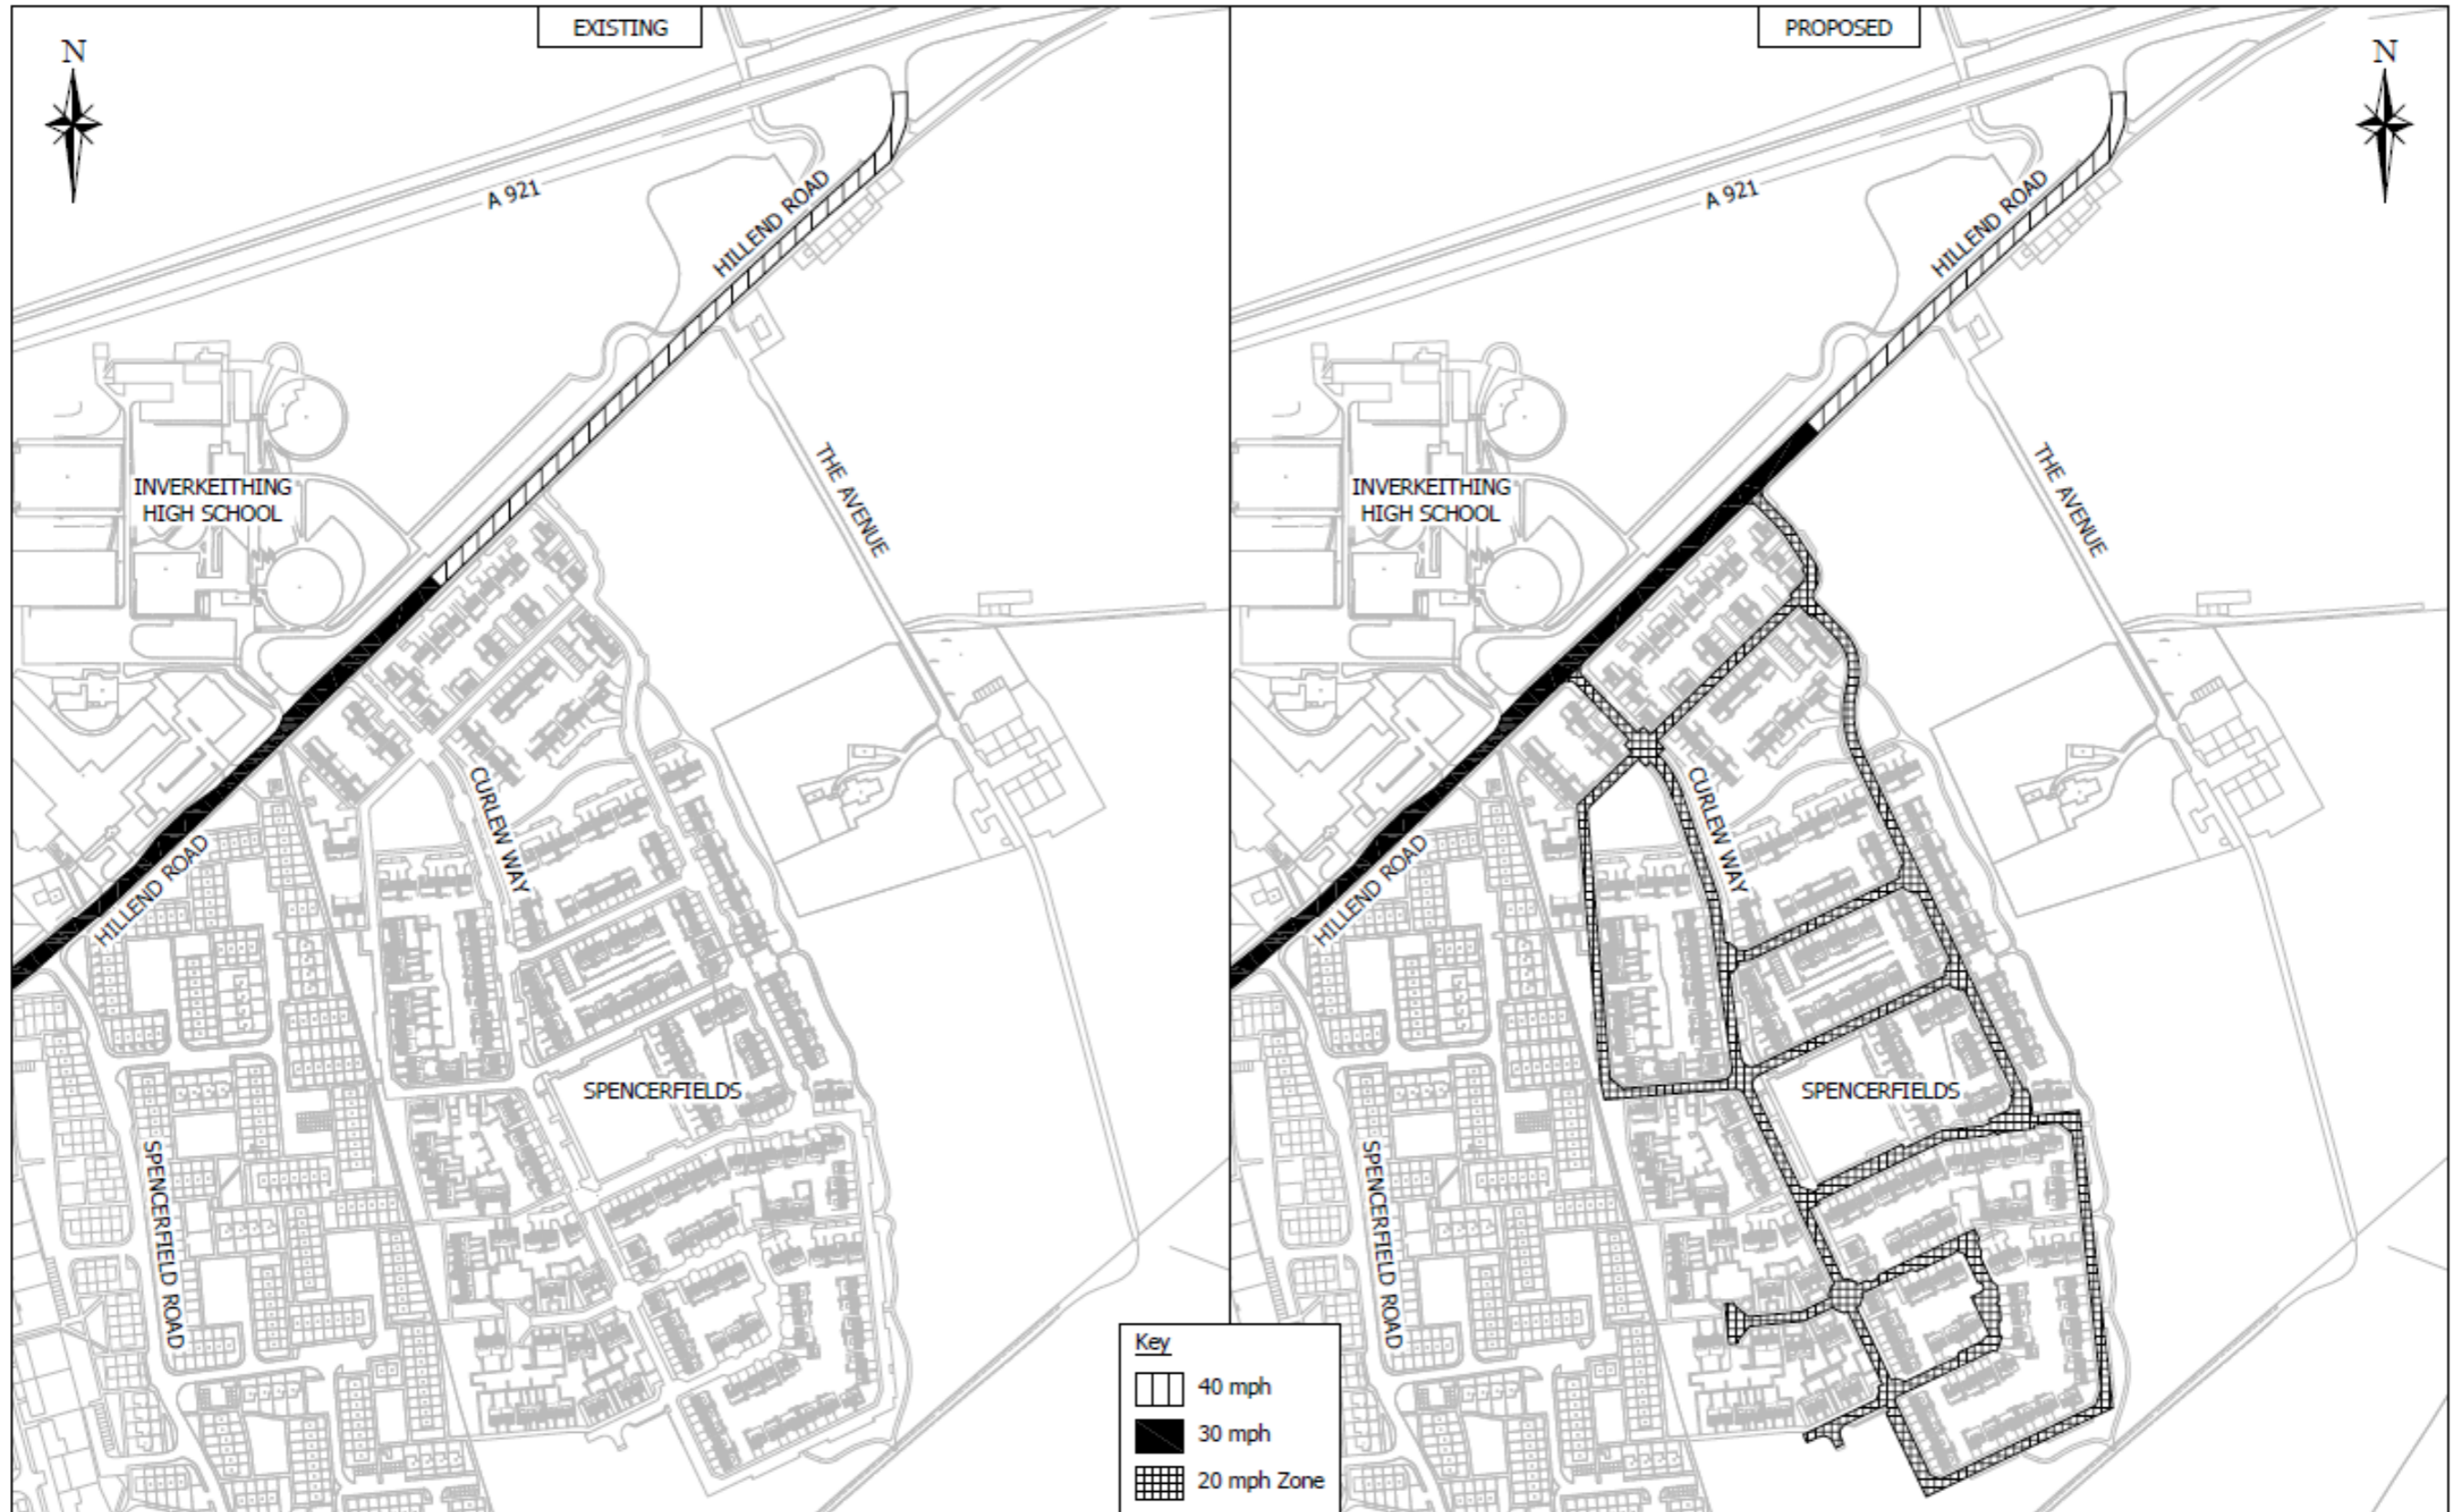 EXISTING
N
A 921
HILLEND ROAD
INVERKEITHING
HIGH SCHOOL
THE AVENUE
CURLEW WAY
HILLEND ROAD
SPENCERFIELDS
SPENCERFIELD ROAD
PROPOSED
N
A 921
HILLEND ROAD
INVERKEITHING
HIGH SCHOOL
THE AVENUE
CURLEW WAY
HILLEND ROAD
SPENCERFIELDS
SPENCERFIELD ROAD
Key
40 mph
30 mph
20 mph Zone